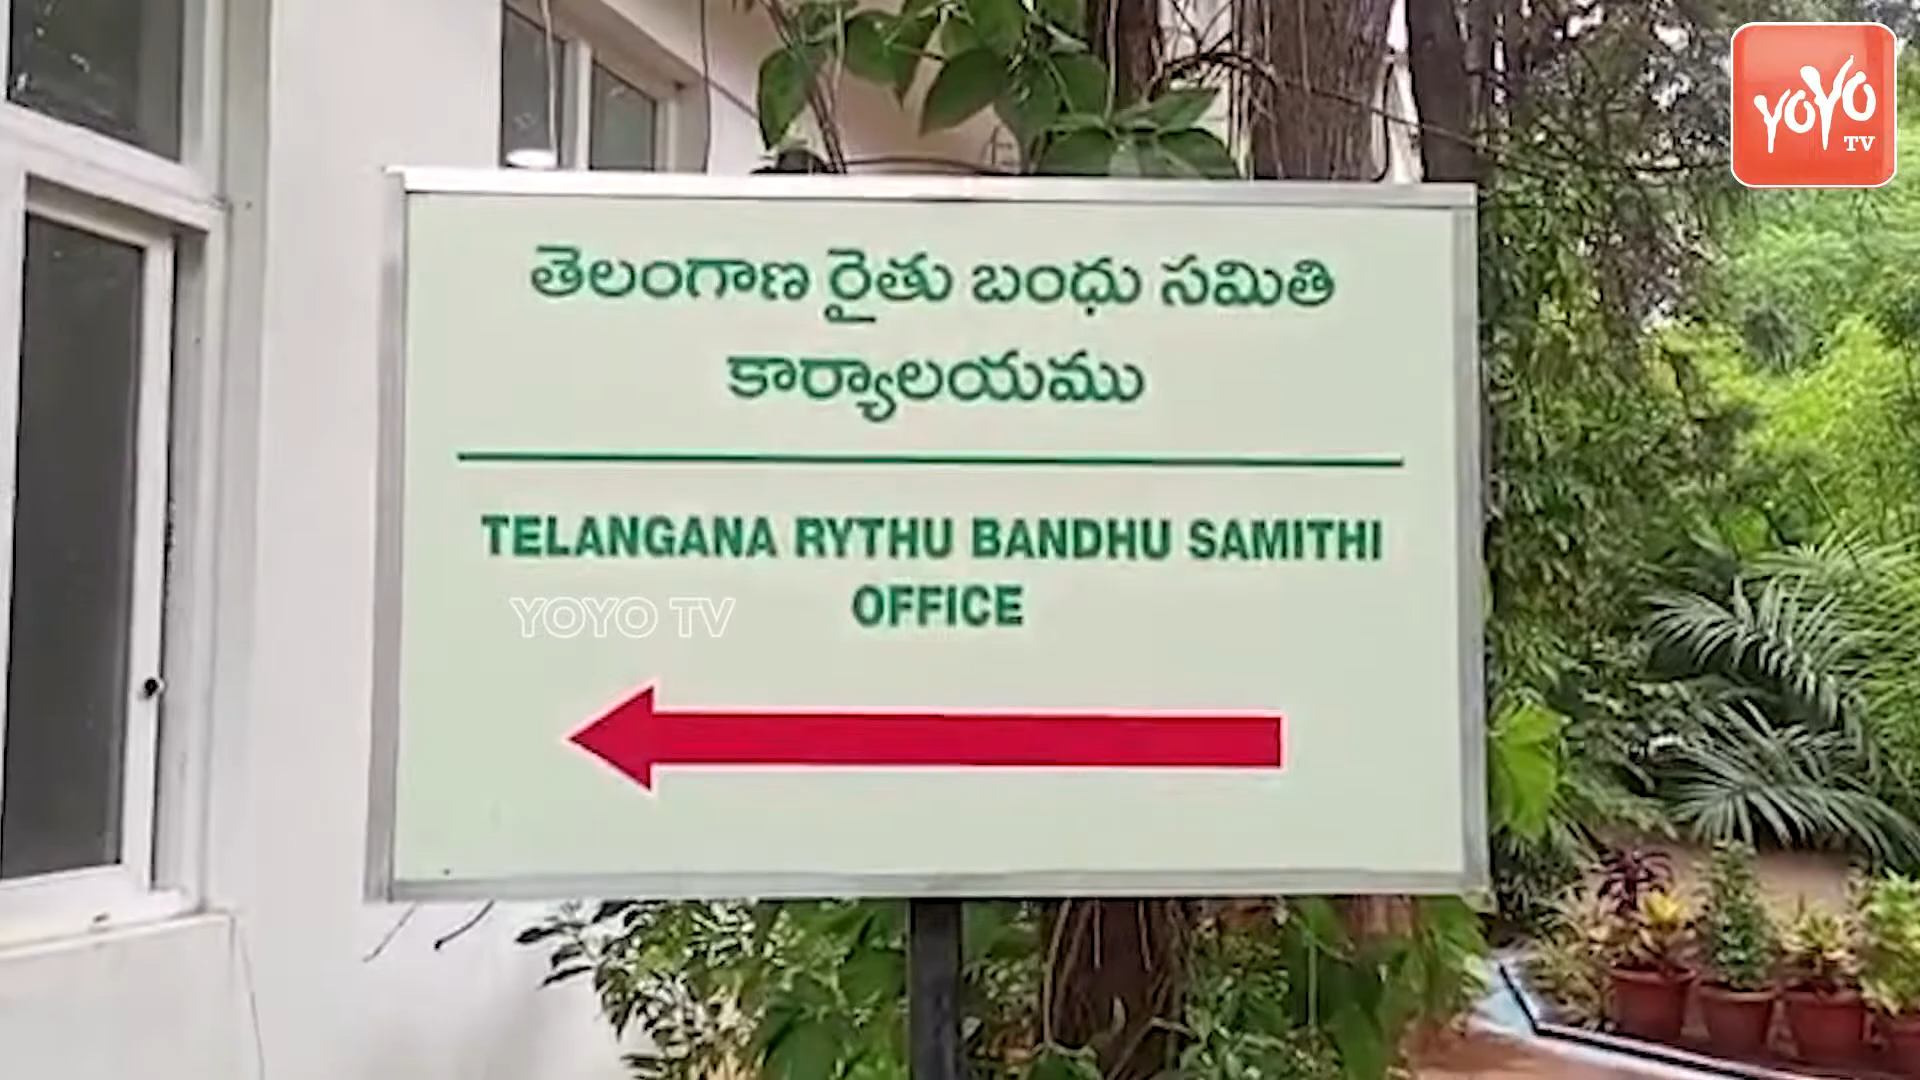 YOYO
TV
తెలంగాణ రైతు బంధు సమితి
కార్యాలయము
TELANGANA RYTHU BANDHU SAMITHI
OFFICE
YOYO TV